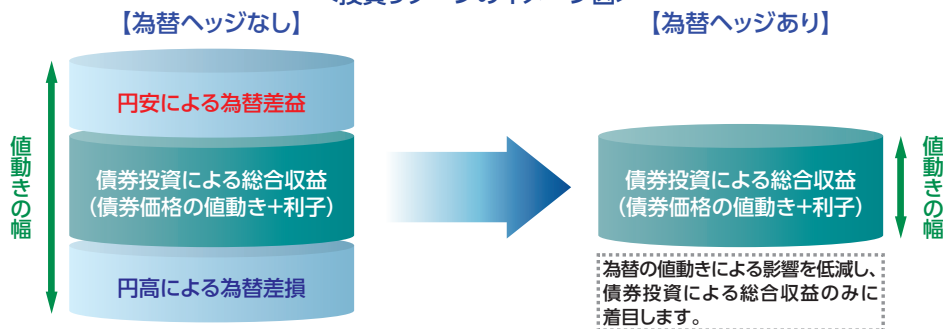 【為替ヘッジなし】
円安による為替差益
値動きの幅
債券投資による総合収益
（債券価格の値動き+利子）
円高による為替差損
【為替ヘッジあり】
債券投資による総合収益
（債券価格の値動き+利子）
値動きの幅
為替の値動きによる影響を低減し、
債券投資による総合収益のみに
着目します。